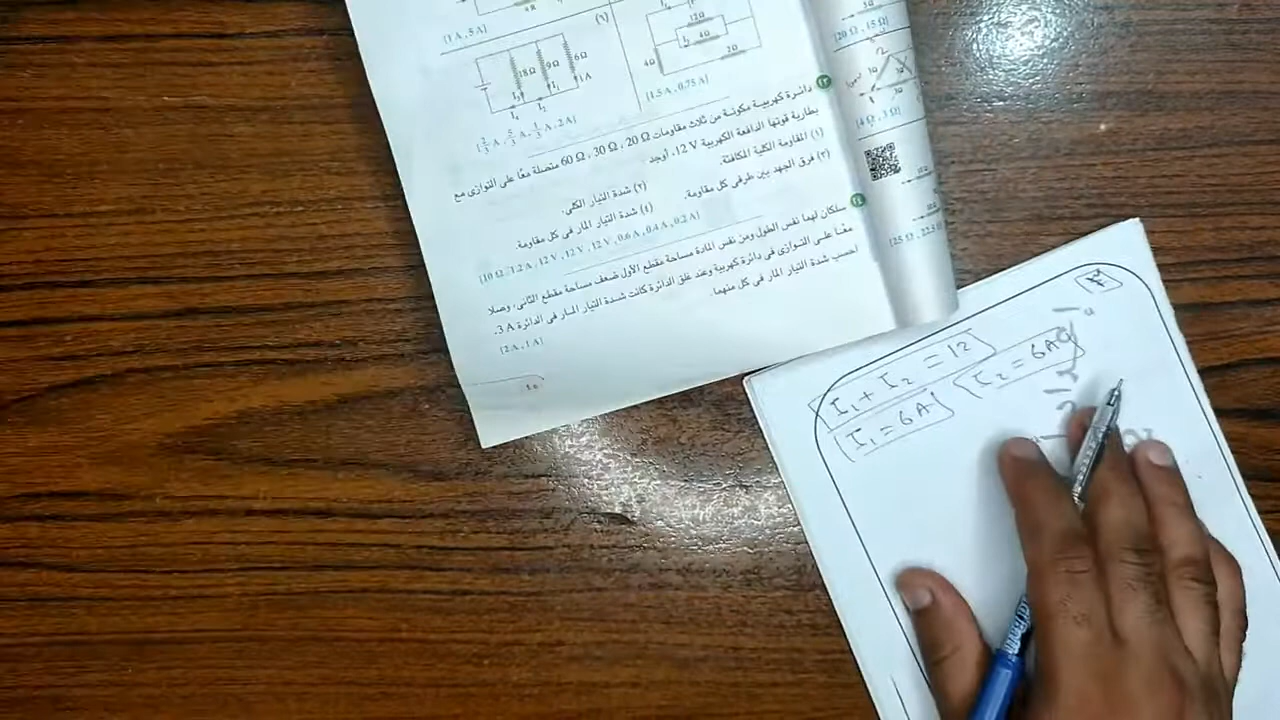 [1 A , 5 A]
(٦)
18Ω
9Ω
6Ω
1A
I₁
I₂
[1.5 A , 0.75 A]
12Ω
4Ω
2Ω
4Ω
١٣ دائرة كهربية مكونة من ثلاث مقاومات 20 Ω ، 30 Ω ، 60 Ω متصلة معًا على التوازى مع
بطارية قوتها الدافعة الكهربية 12 V، أوجد :
(١) المقاومة الكلية المكافئة.
(٢) شدة التيار الكلى.
(٣) فرق الجهد بين طرفى كل مقاومة.
(٤) شدة التيار المار فى كل مقاومة.
[10 Ω , 1.2 A , 12 V , 12 V , 12 V , 0.6 A , 0.4 A , 0.2 A]
١٤ سلكان لهما نفس الطول ومن نفس المادة مساحة مقطع الأول ضعف مساحة مقطع الثانى، وصلا
معًا على التوازى فى دائرة كهربية وعند غلق الدائرة كانت شدة التيار المار فى الدائرة 3 A،
احسب شدة التيار المار فى كل منهما.
[2 A , 1 A]
[20 Ω , 15 Ω]
[4 Ω , 3 Ω]
[25 Ω , 22.5 Ω]
I₁ + I₂ = 12
I₁ = 6A
I₂ = 6A